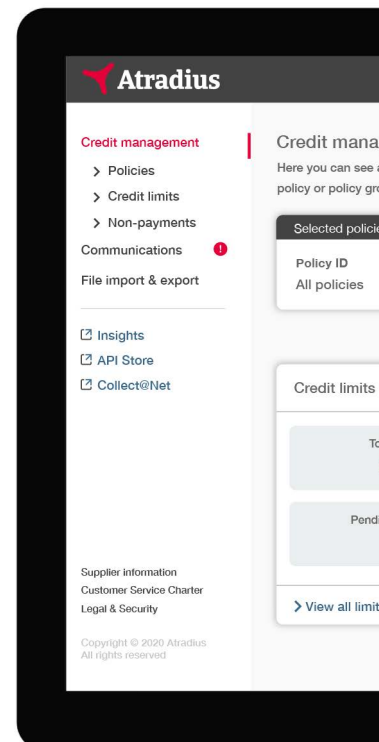 Atradius
Credit management
Policies
Credit limits
Non-payments
Communications
File import & export
Insights
API Store
Collect@Net
Supplier information
Customer Service Charter
Legal & Security
Copyright © 2020 Atradius
All rights reserved
Credit mana
Here you can see a
policy or policy gro
Selected policie
Policy ID
All policies
Credit limits
To
Pendi
View all limit